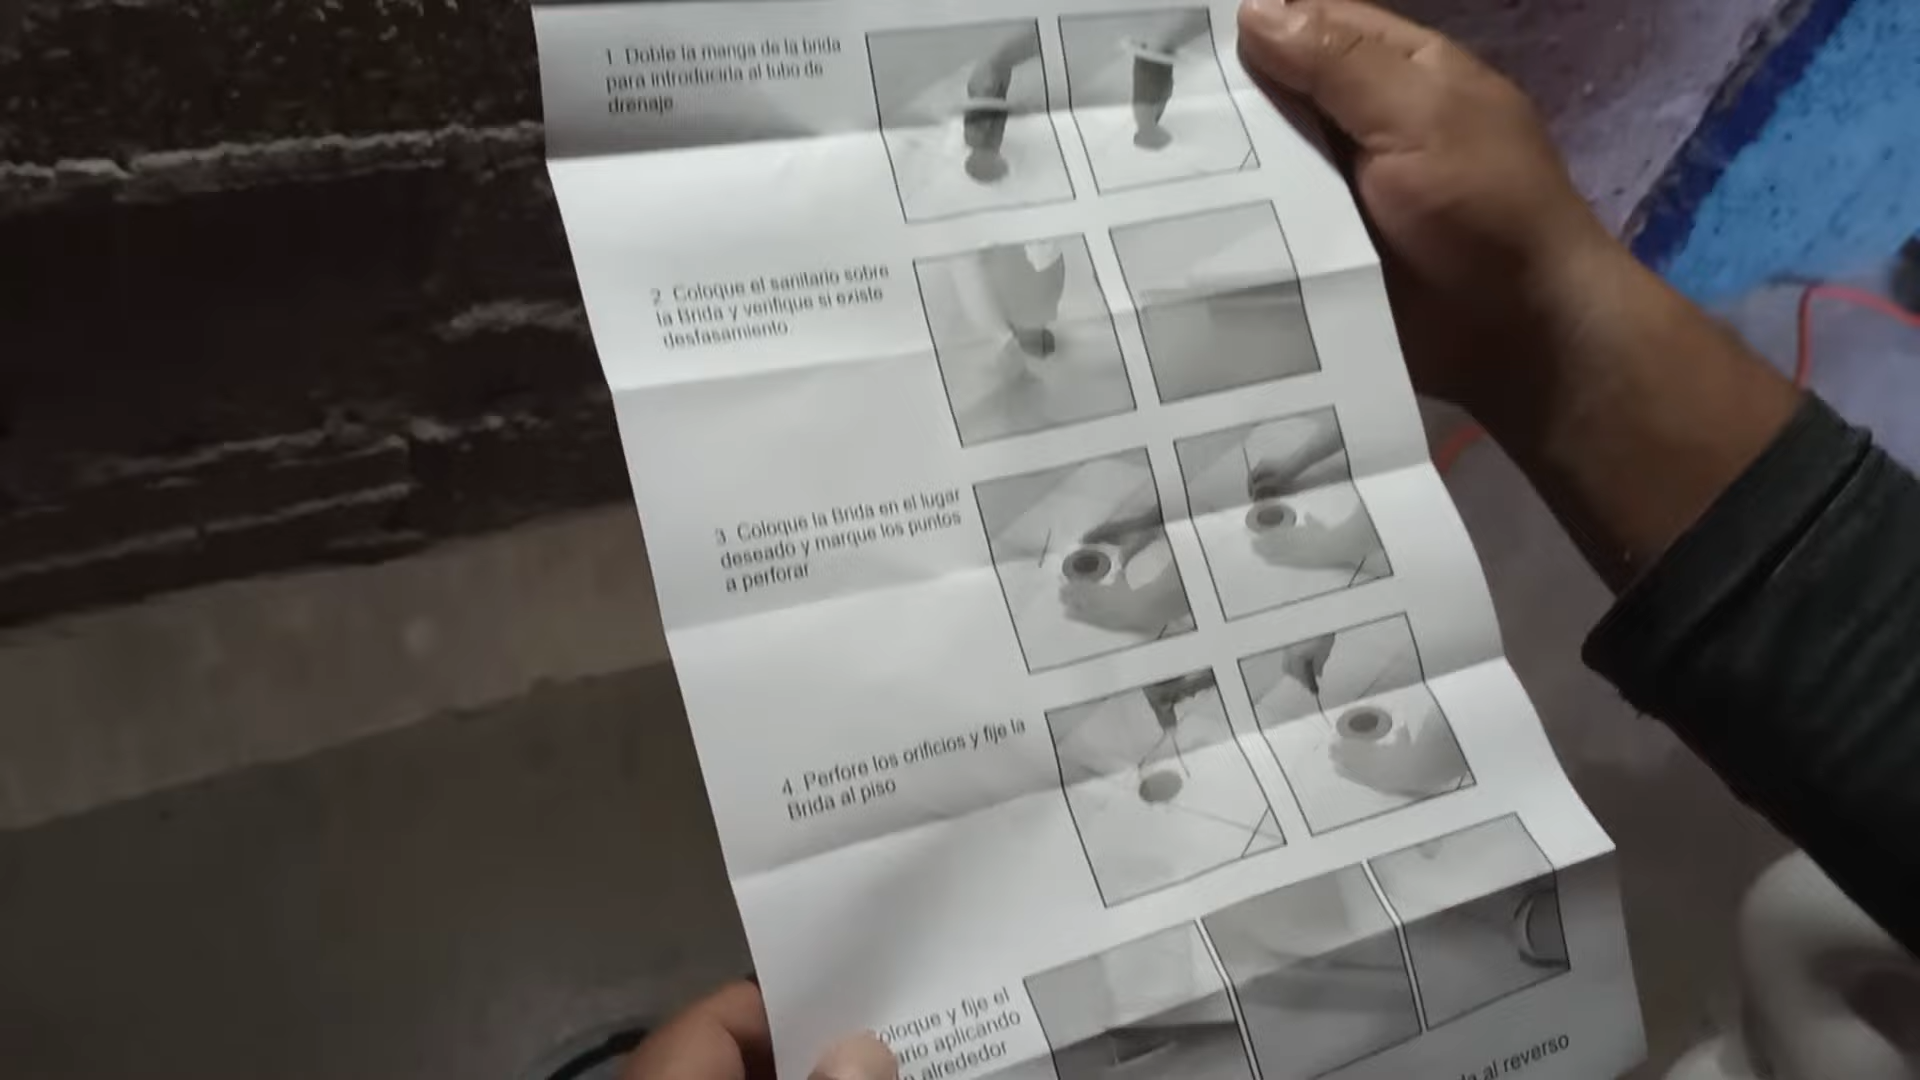 1 Doble la manga de la brida
para introducirla al tubo de
drenaje
2 Coloque el sanitario sobre
la Brida y verifique si existe
desfasamiento
3 Coloque la Brida en el lugar
deseado y marque los puntos
a perforar
4. Perfore los orificios y fije la
Brida al piso
oloque y fije el
ario aplicando
alrededor
al reverso